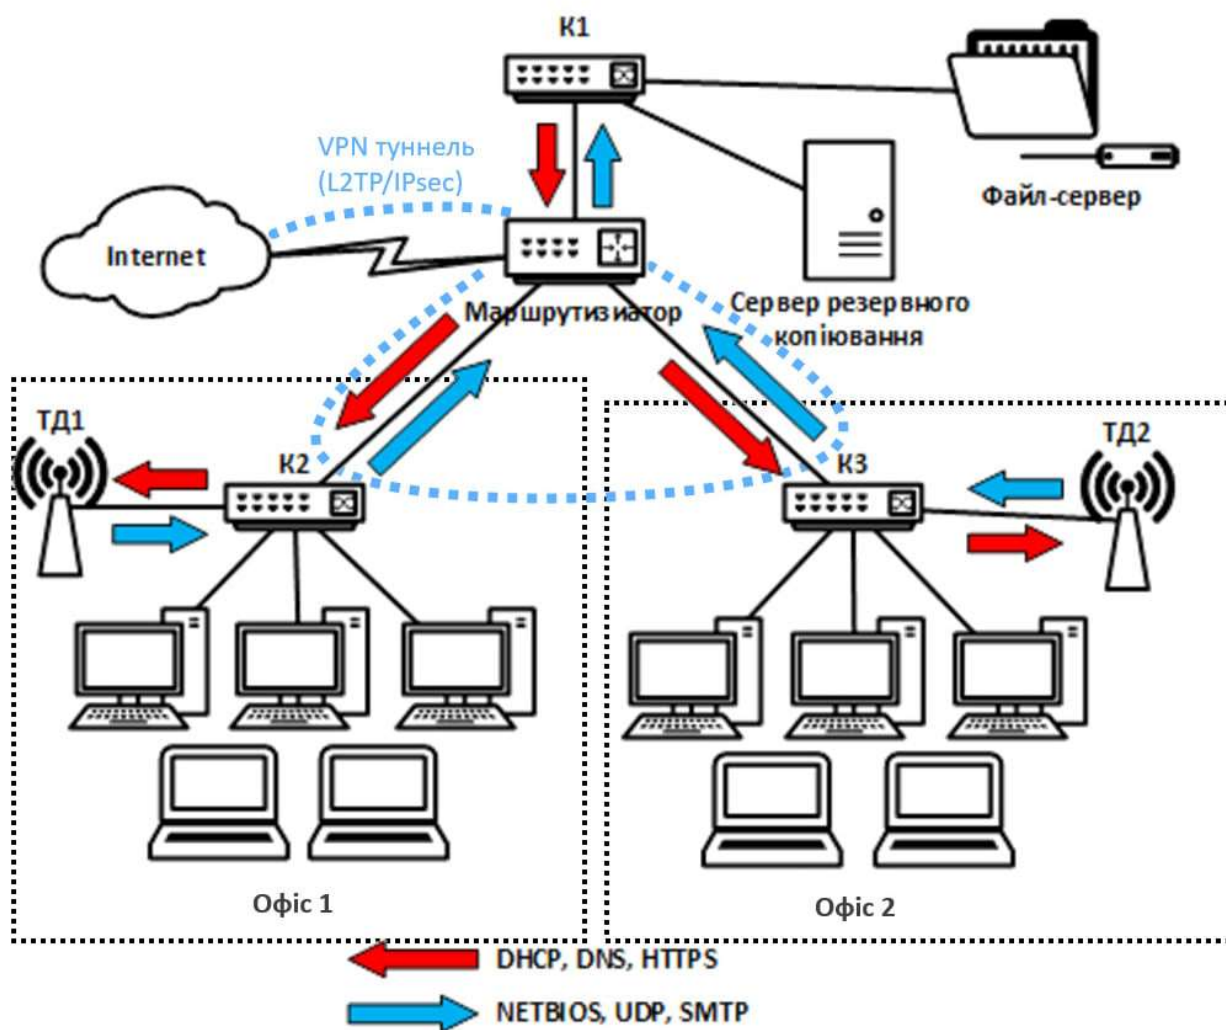 К1
VPN туннель
(L2TP/IPsec)
Файл-сервер
Internet
Маршрутизиатор
Сервер резервного
копіювання
ТД1
К2
К3
ТД2
Офіс 1
Офіс 2
DHCP, DNS, HTTPS
NETBIOS, UDP, SMTP